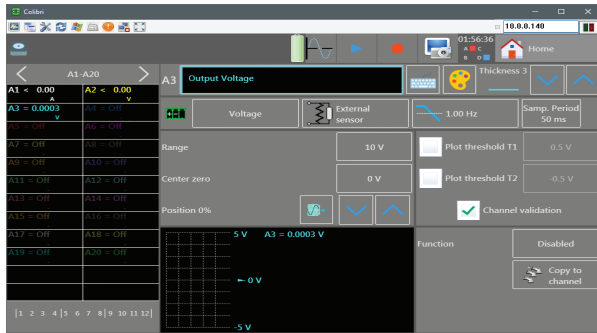 Colibri
10.0.0.140
01:56:36
A C
B D
Home
A1-A20
A1 < 0.00
A
A2 < 0.00
V
A3 = 0.0003
V
A4 = Off
A5 = Off
A6 = Off
A7 = Off
A8 = Off
A9 = Off
A10 = Off
A11 = Off
A12 = Off
A13 = Off
A14 = Off
A15 = Off
A16 = Off
A17 = Off
A18 = Off
A19 = Off
A20 = Off
|1 2 3 4|5 6 7 8|9 10 11 12|
A3
Output Voltage
Thickness 3
Voltage
External
sensor
1.00 Hz
Samp. Period
50 ms
Range
10 V
Center zero
0 V
Position 0%
Plot threshold T1
0.5 V
Plot threshold T2
-0.5 V
Channel validation
5 V
A3 = 0.0003 V
0 V
-5 V
Function
Disabled
Copy to
channel